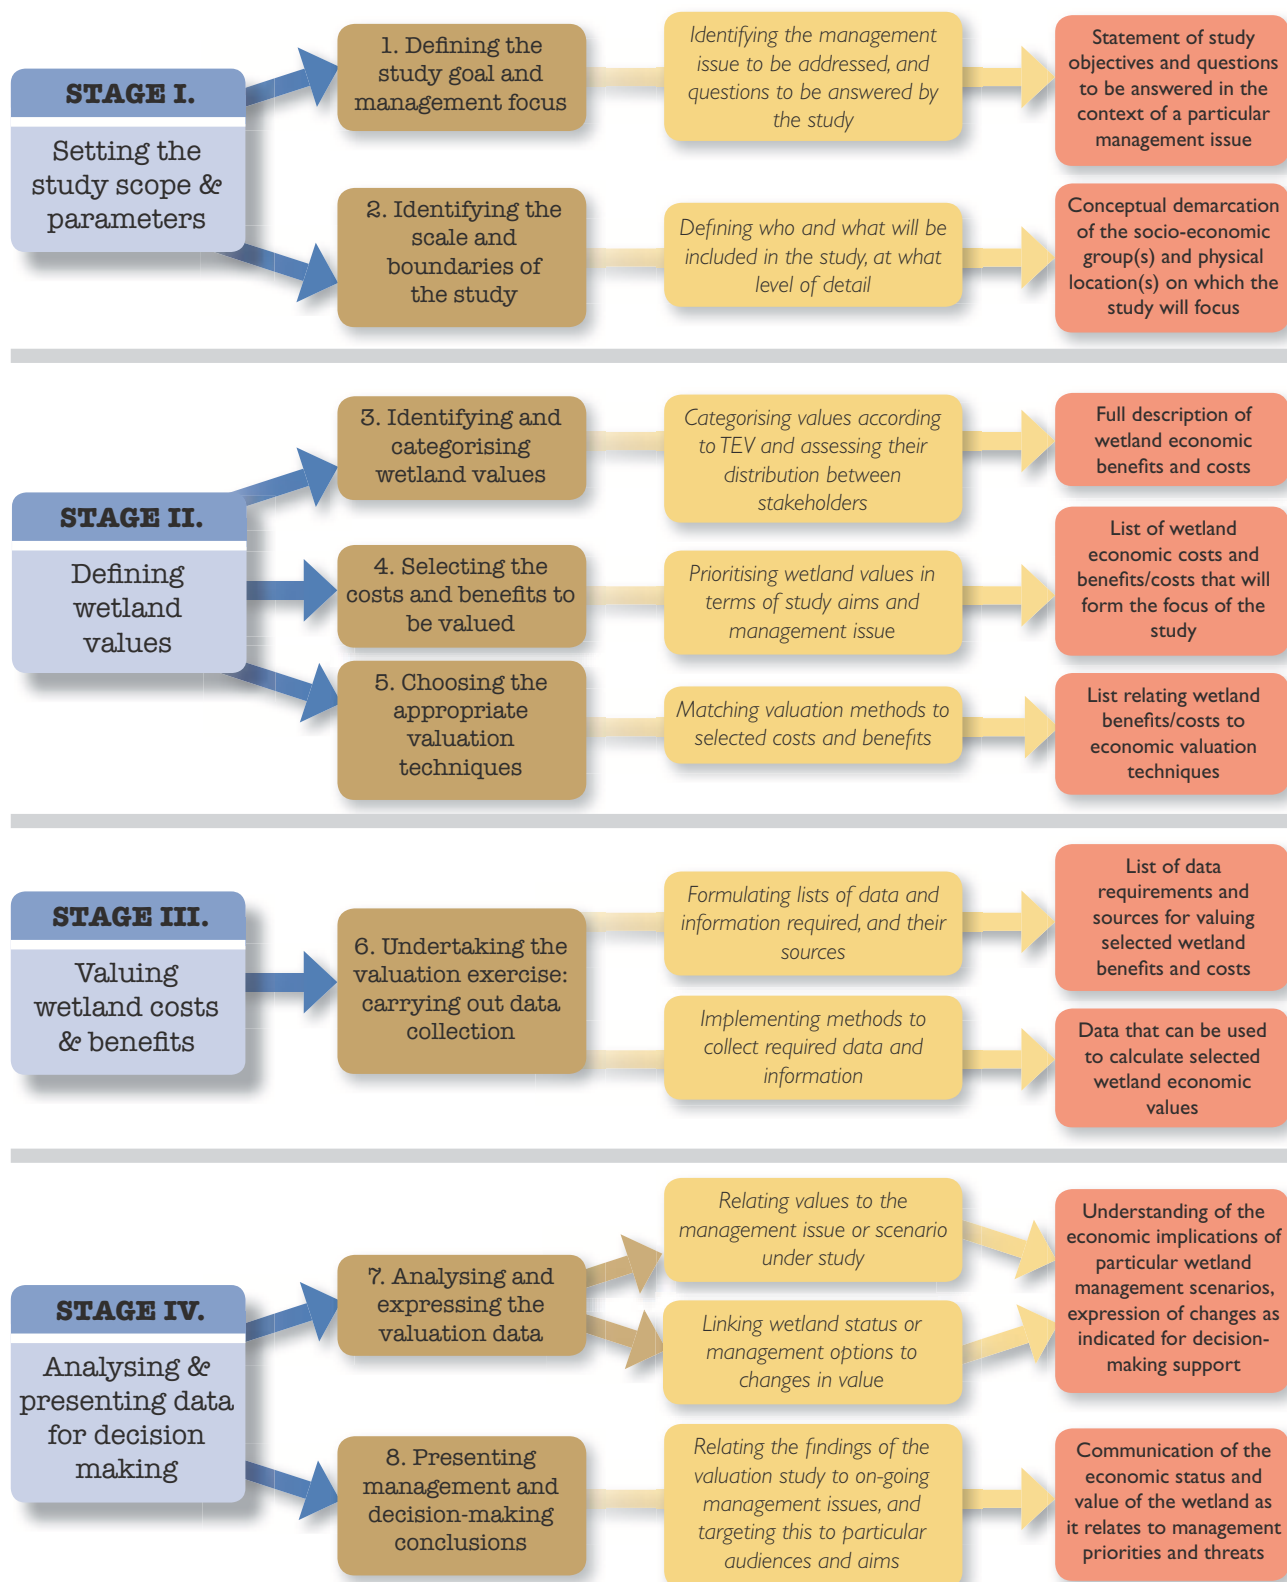 STAGE I.
Setting the
study scope &
parameters
1. Defining the
study goal and
management focus
Identifying the management
issue to be addressed, and
questions to be answered by
the study
Statement of study
objectives and questions
to be answered in the
context of a particular
management issue
2. Identifying the
scale and
boundaries of
the study
Defining who and what will be
included in the study, at what
level of detail
Conceptual demarcation
of the socio-economic
group(s) and physical
location(s) on which the
study will focus
STAGE II.
Defining
wetland
values
3. Identifying and
categorising
wetland values
Categorising values according
to TEV and assessing their
distribution between
stakeholders
Full description of
wetland economic
benefits and costs
4. Selecting the
costs and benefits to
be valued
Prioritising wetland values in
terms of study aims and
management issue
List of wetland
economic costs and
benefits/costs that will
form the focus of the
study
5. Choosing the
appropriate
valuation
techniques
Matching valuation methods to
selected costs and benefits
List relating wetland
benefits/costs to
economic valuation
techniques
STAGE III.
Valuing
wetland costs
& benefits
6. Undertaking the
valuation exercise:
carrying out data
collection
Formulating lists of data and
information required, and their
sources
List of data
requirements and
sources for valuing
selected wetland
benefits and costs
Implementing methods to
collect required data and
information
Data that can be used
to calculate selected
wetland economic
values
STAGE IV.
Analysing &
presenting data
for decision
making
7. Analysing and
expressing the
valuation data
Relating values to the
management issue or scenario
under study
Linking wetland status or
management options to
changes in value
Understanding of the
economic implications of
particular wetland
management scenarios,
expression of changes as
indicated for decision-
making support
8. Presenting
management and
decision-making
conclusions
Relating the findings of the
valuation study to on-going
management issues, and
targeting this to particular
audiences and aims
Communication of the
economic status and
value of the wetland as
it relates to management
priorities and threats